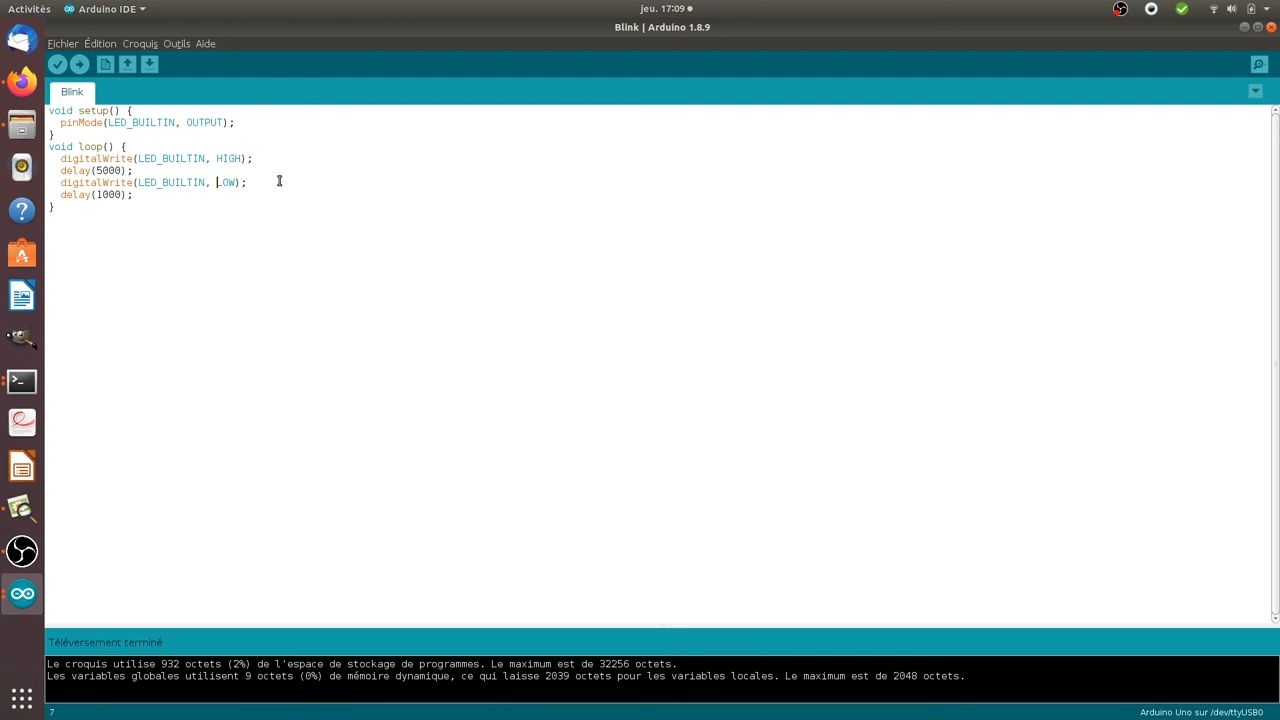 Activités Arduino IDE jeu. 17:09
Blink | Arduino 1.8.9
Fichier Édition Croquis Outils Aide
Blink
void setup() {
  pinMode(LED_BUILTIN, OUTPUT);
}
void loop() {
  digitalWrite(LED_BUILTIN, HIGH);
  delay(5000);
  digitalWrite(LED_BUILTIN, LOW);
  delay(1000);
}
Téléversement terminé
Le croquis utilise 932 octets (2%) de l'espace de stockage de programmes. Le maximum est de 32256 octets.
Les variables globales utilisent 9 octets (0%) de mémoire dynamique, ce qui laisse 2039 octets pour les variables locales. Le maximum est de 2048 octets.
7 Arduino Uno sur /dev/ttyUSB0